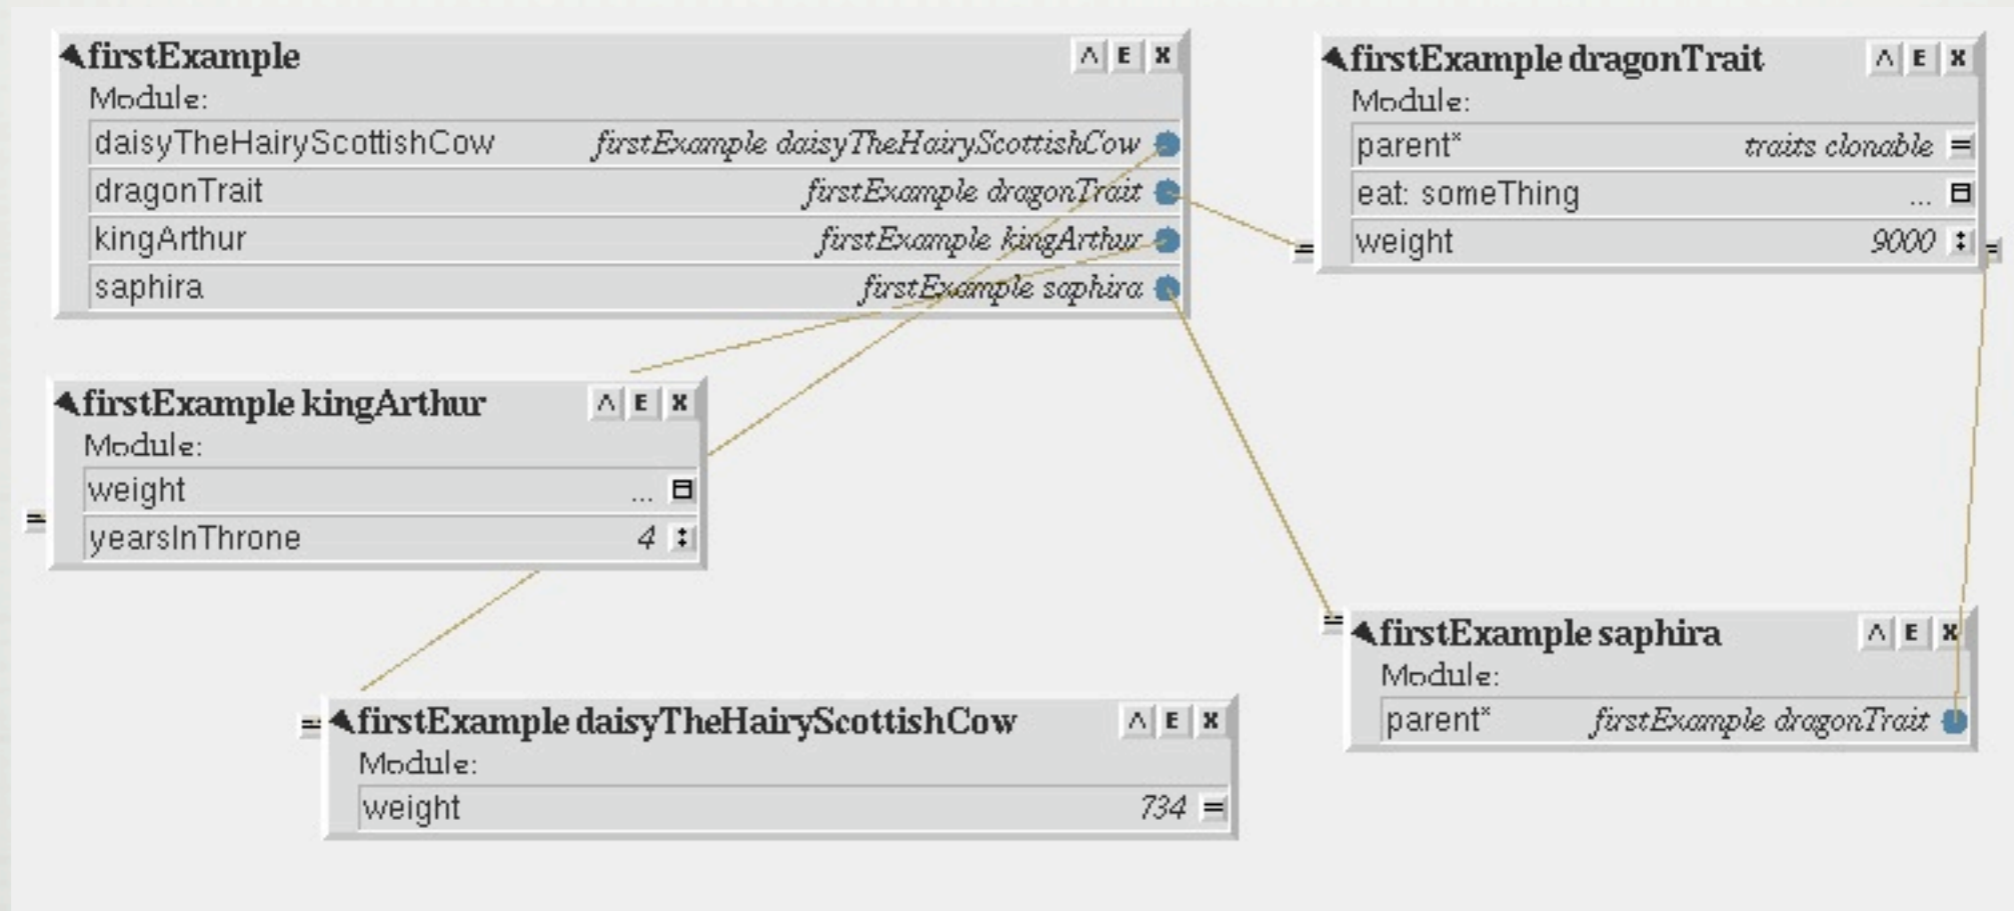 firstExample ^ E X
Module:
daisyTheHairyScottishCow firstExample daisyTheHairyScottishCow
dragonTrait firstExample dragonTrait
kingArthur firstExample kingArthur
saphira firstExample saphira
firstExample dragonTrait ^ E X
Module:
parent* traits clonable =
eat: someThing ...
weight 9000 :
firstExample kingArthur ^ E X
Module:
weight ...
yearsInThrone 4 :
firstExample saphira ^ E X
Module:
parent* firstExample dragonTrait
firstExample daisyTheHairyScottishCow ^ E X
Module:
weight 734 =